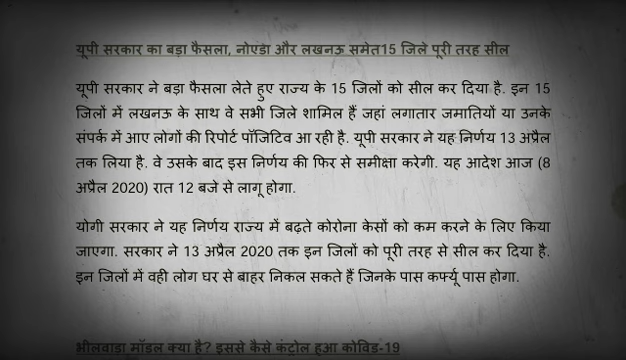 यूपी सरकार का बड़ा फैसला, नोएडा और लखनऊ समेत15 जिले पूरी तरह सील
यूपी सरकार ने बड़ा फैसला लेते हुए राज्य के 15 जिलों को सील कर दिया है. इन 15
जिलों में लखनऊ के साथ वे सभी जिले शामिल हैं जहां लगातार जमातियों या उनके
संपर्क में आए लोगों की रिपोर्ट पॉजिटिव आ रही है. यूपी सरकार ने यह निर्णय 13 अप्रैल
तक लिया है. वे उसके बाद इस निर्णय की फिर से समीक्षा करेगी. यह आदेश आज (8
अप्रैल 2020) रात 12 बजे से लागू होगा.
योगी सरकार ने यह निर्णय राज्य में बढ़ते कोरोना केसों को कम करने के लिए किया
जाएगा. सरकार ने 13 अप्रैल 2020 तक इन जिलों को पूरी तरह से सील कर दिया है.
इन जिलों में वही लोग घर से बाहर निकल सकते हैं जिनके पास कर्फ्यू पास होगा.
भीलवाड़ा मॉडल क्या है? इससे कैसे कंट्रोल हुआ कोविड-19